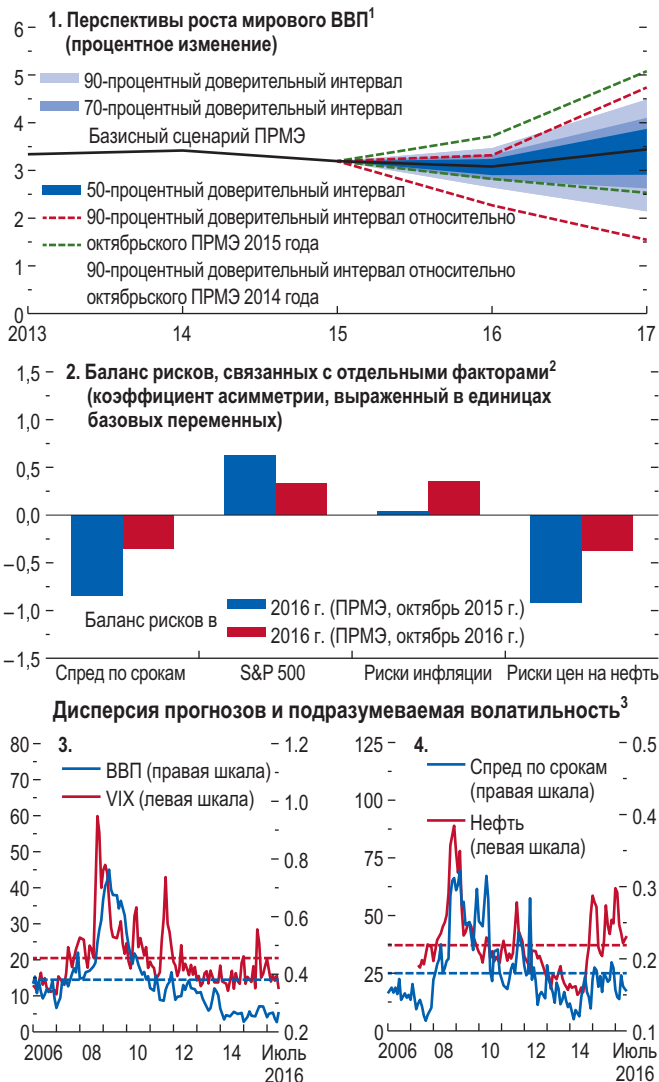 1. Перспективы роста мирового ВВП¹
(процентное изменение)
6
5
4
3
2
1
0
90-процентный доверительный интервал
70-процентный доверительный интервал
Базисный сценарий ПРМЭ
50-процентный доверительный интервал
90-процентный доверительный интервал относительно
октябрьского ПРМЭ 2015 года
90-процентный доверительный интервал относительно
октябрьского ПРМЭ 2014 года
2013 14 15 16 17
2. Баланс рисков, связанных с отдельными факторами²
(коэффициент асимметрии, выраженный в единицах
базовых переменных)
1,5
1,0
0,5
0,0
–0,5
–1,0
–1,5
Баланс рисков в
2016 г. (ПРМЭ, октябрь 2015 г.)
2016 г. (ПРМЭ, октябрь 2016 г.)
Спред по срокам S&P 500 Риски инфляции Риски цен на нефть
Дисперсия прогнозов и подразумеваемая волатильность³
3.
ВВП (правая шкала)
VIX (левая шкала)
80
70
60
50
40
30
20
10
0
1.2
1.0
0.8
0.6
0.4
0.2
2006 08 10 12 14 Июль
2016
4.
Спред по срокам
(правая шкала)
Нефть
(левая шкала)
125
100
75
50
25
0
0.5
0.4
0.3
0.2
0.1
2006 08 10 12 14 Июль
2016